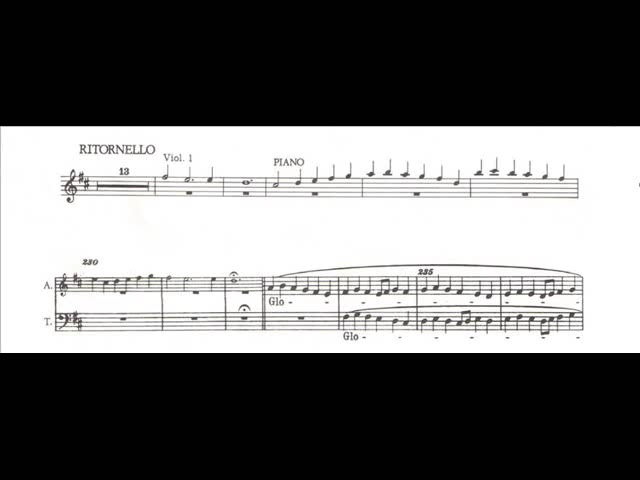 RITORNELLO
Viol. 1
13
PIANO
230
235
A.
Glo -
T.
Glo -